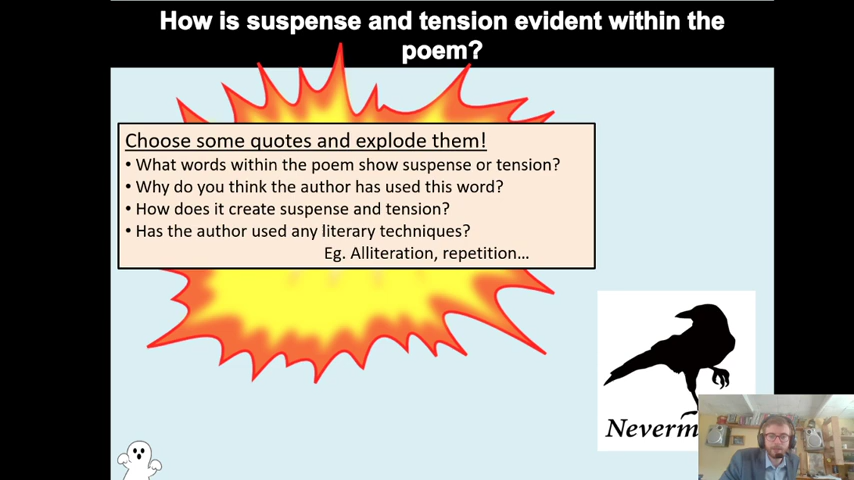 How is suspense and tension evident within the
poem?
Choose some quotes and explode them!
• What words within the poem show suspense or tension?
• Why do you think the author has used this word?
• How does it create suspense and tension?
• Has the author used any literary techniques?
Eg. Alliteration, repetition...